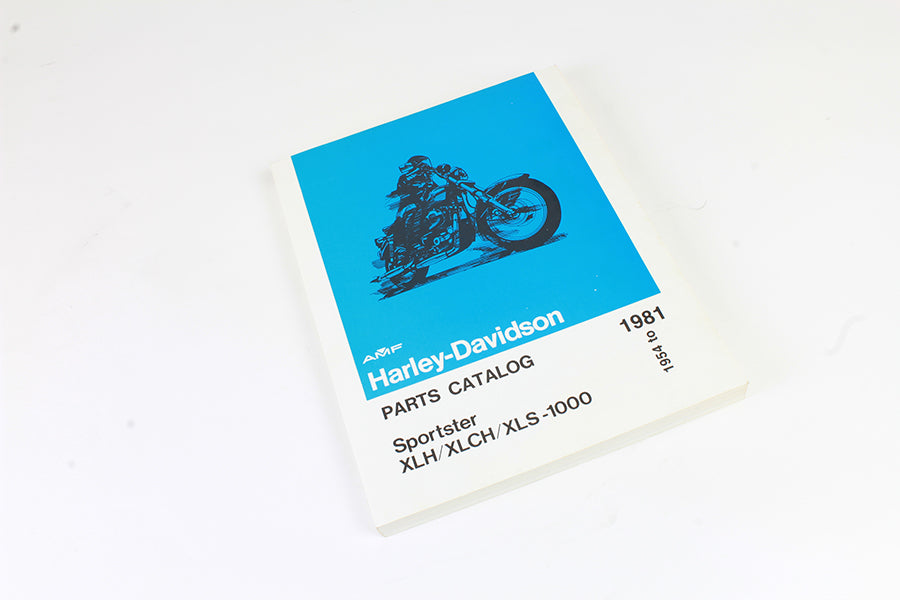 AMF
Harley-Davidson
PARTS CATALOG
Sportster
XLH/XLCH/XLS-1000
1981
1954 to